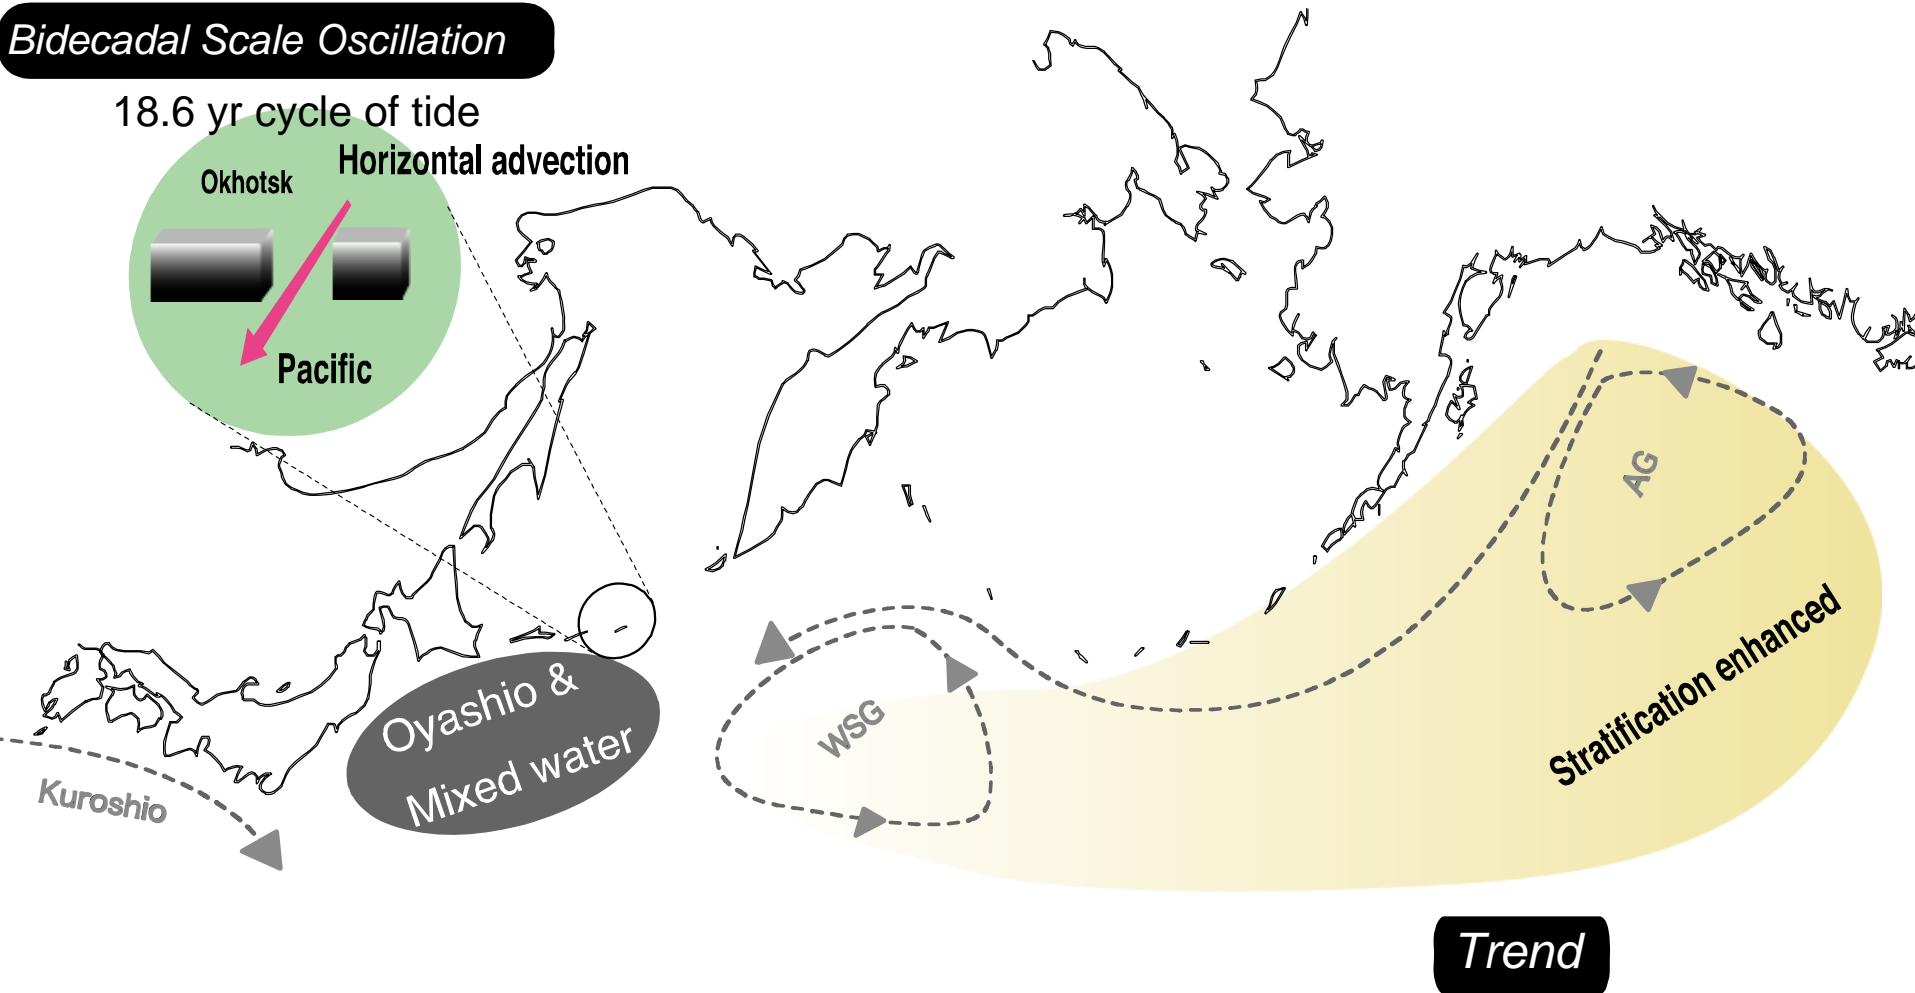 Bidecadal Scale Oscillation
18.6 yr cycle of tide
Horizontal advection
Okhotsk
Pacific
AG
Stratification enhanced
WSG
Oyashio &
Mixed water
Kuroshio
Trend